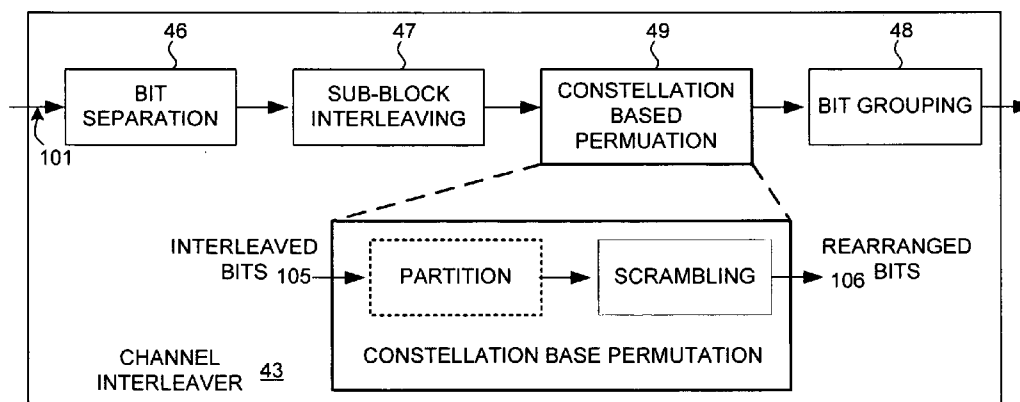 46
47
49
48
BIT
SEPARATION
SUB-BLOCK
INTERLEAVING
CONSTELLATION
BASED
PERMUATION
BIT GROUPING
101
INTERLEAVED
BITS 105
PARTITION
SCRAMBLING
REARRANGED
BITS
106
CONSTELLATION BASE PERMUTATION
CHANNEL
INTERLEAVER 43